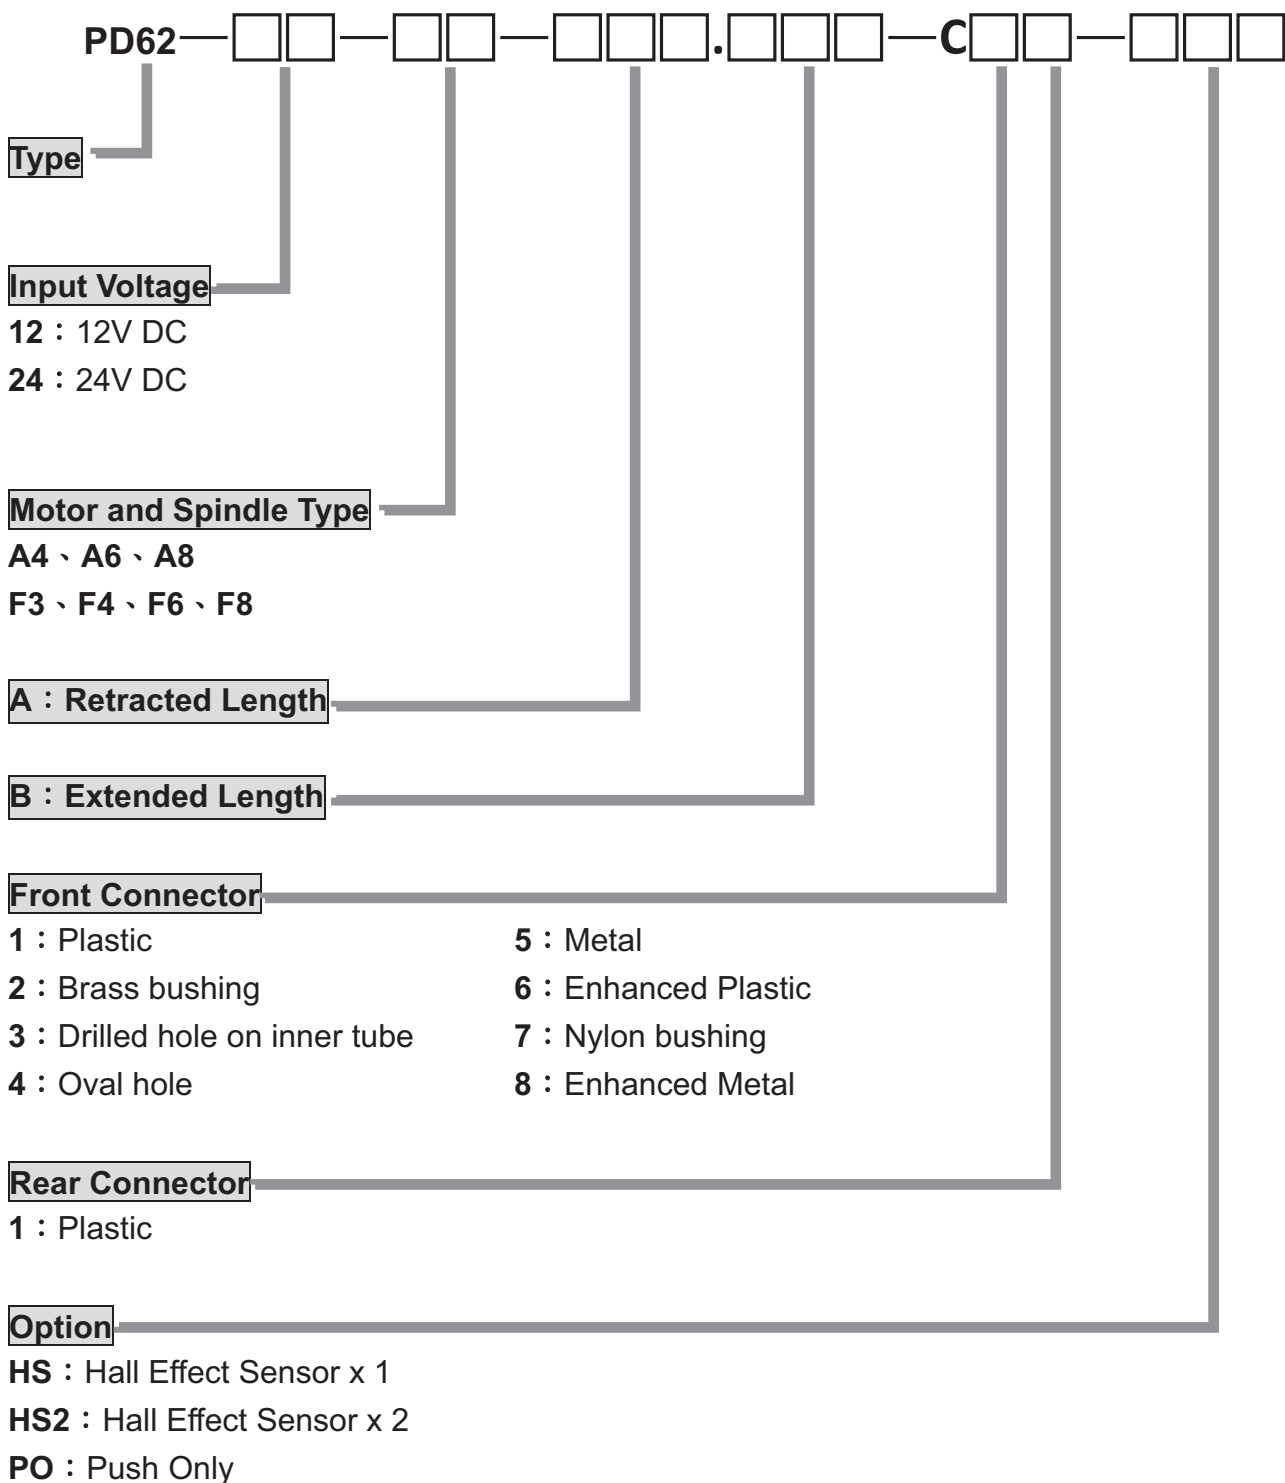 PD62—□□—□□—□□□.□□□—C□□—□□□
Type
Input Voltage
12：12V DC
24：24V DC
Motor and Spindle Type
A4、A6、A8
F3、F4、F6、F8
A：Retracted Length
B：Extended Length
Front Connector
1：Plastic
2：Brass bushing
3：Drilled hole on inner tube
4：Oval hole
5：Metal
6：Enhanced Plastic
7：Nylon bushing
8：Enhanced Metal
Rear Connector
1：Plastic
Option
HS：Hall Effect Sensor x 1
HS2：Hall Effect Sensor x 2
PO：Push Only